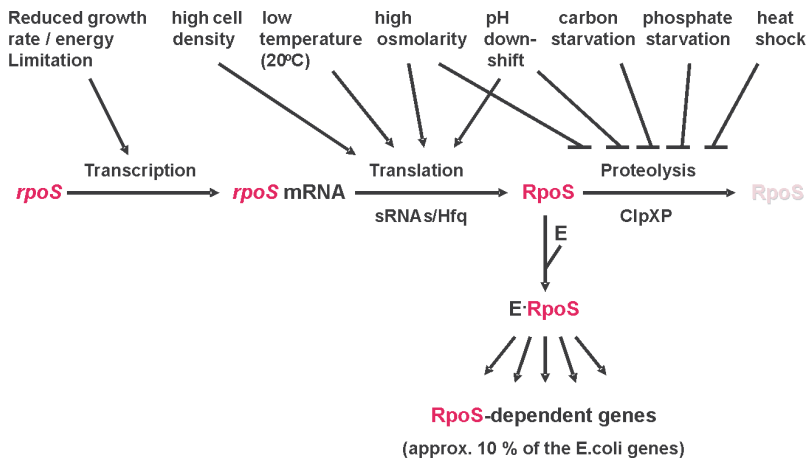 Reduced growth
rate / energy
Limitation
high cell
density
low
temperature
(20ºC)
high
osmolarity
pH
down-
shift
carbon
starvation
phosphate
starvation
heat
shock
Transcription
Translation
Proteolysis
rpoS
rpoS mRNA
RpoS
RpoS
sRNAs/Hfq
ClpXP
E
E·RpoS
RpoS-dependent genes
(approx. 10 % of the E.coli genes)